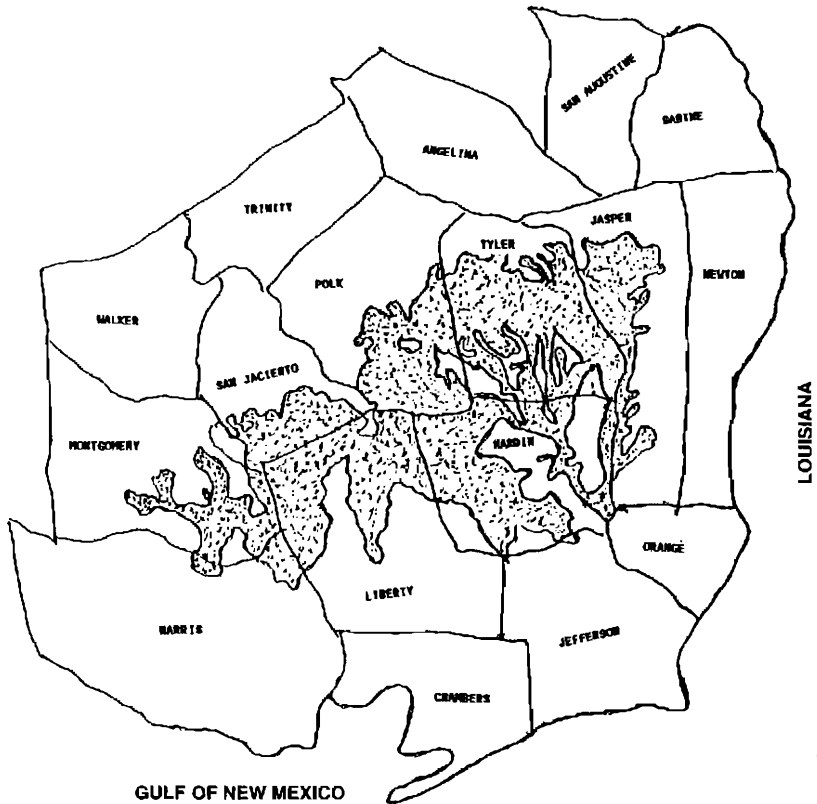 SAN AUGUSTINE
SABINE
ANGELINA
TRINITY
JASPER
TYLER
NEWTON
POLK
WALKER
SAN JACIENTO
MONTGOMERY
HARDIN
LOUISIANA
ORANGE
LIBERTY
HARRIS
JEFFERSON
CHAMBERS
GULF OF NEW MEXICO